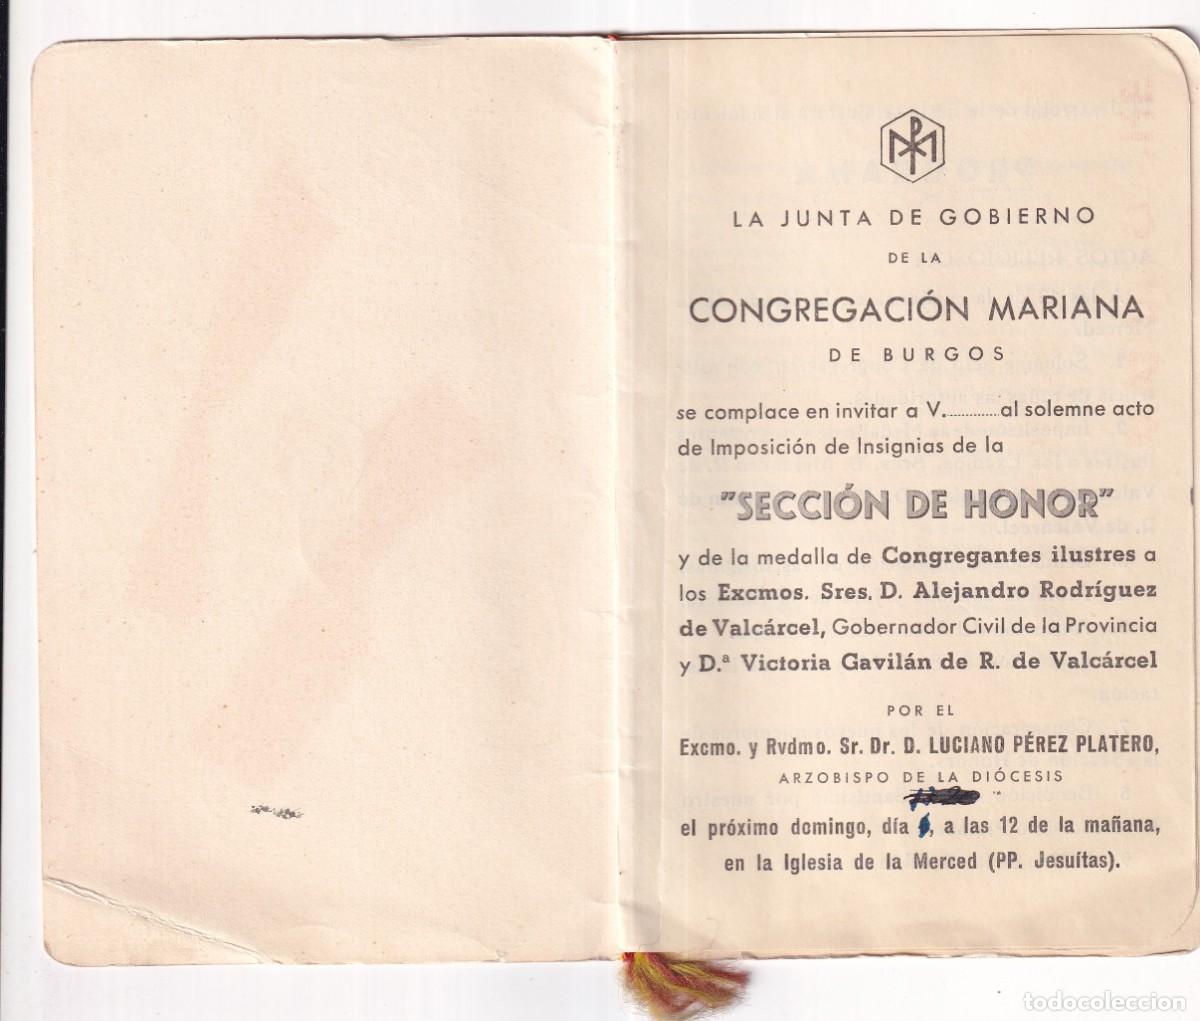 LA JUNTA DE GOBIERNO
DE LA
CONGREGACIÓN MARIANA
DE BURGOS
se complace en invitar a V.............al solemne acto
de Imposición de Insignias de la
"SECCIÓN DE HONOR"
y de la medalla de Congregantes ilustres a
los Excmos. Sres. D. Alejandro Rodríguez
de Valcárcel, Gobernador Civil de la Provincia
y D.ª Victoria Gavilán de R. de Valcárcel
POR EL
Excmo. y Rvdmo. Sr. Dr. D. LUCIANO PÉREZ PLATERO,
ARZOBISPO DE LA DIÓCESIS
el próximo domingo, día , a las 12 de la mañana,
en la Iglesia de la Merced (PP. Jesuítas).
todocoleccion